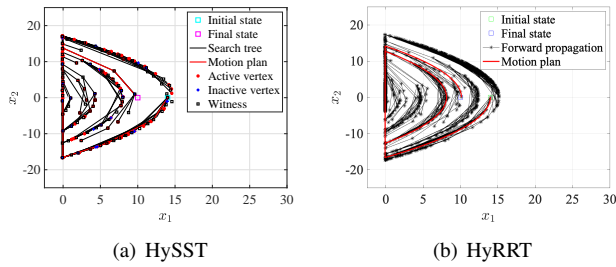 Initial state
Final state
Search tree
Motion plan
Active vertex
Inactive vertex
Witness
20
10
0
-10
-20
x2
0 5 10 15 20 25 30
x1
(a) HySST
Initial state
Final state
Forward propagation
Motion plan
20
10
0
-10
-20
x2
0 5 10 15 20 25 30
x1
(b) HyRRT